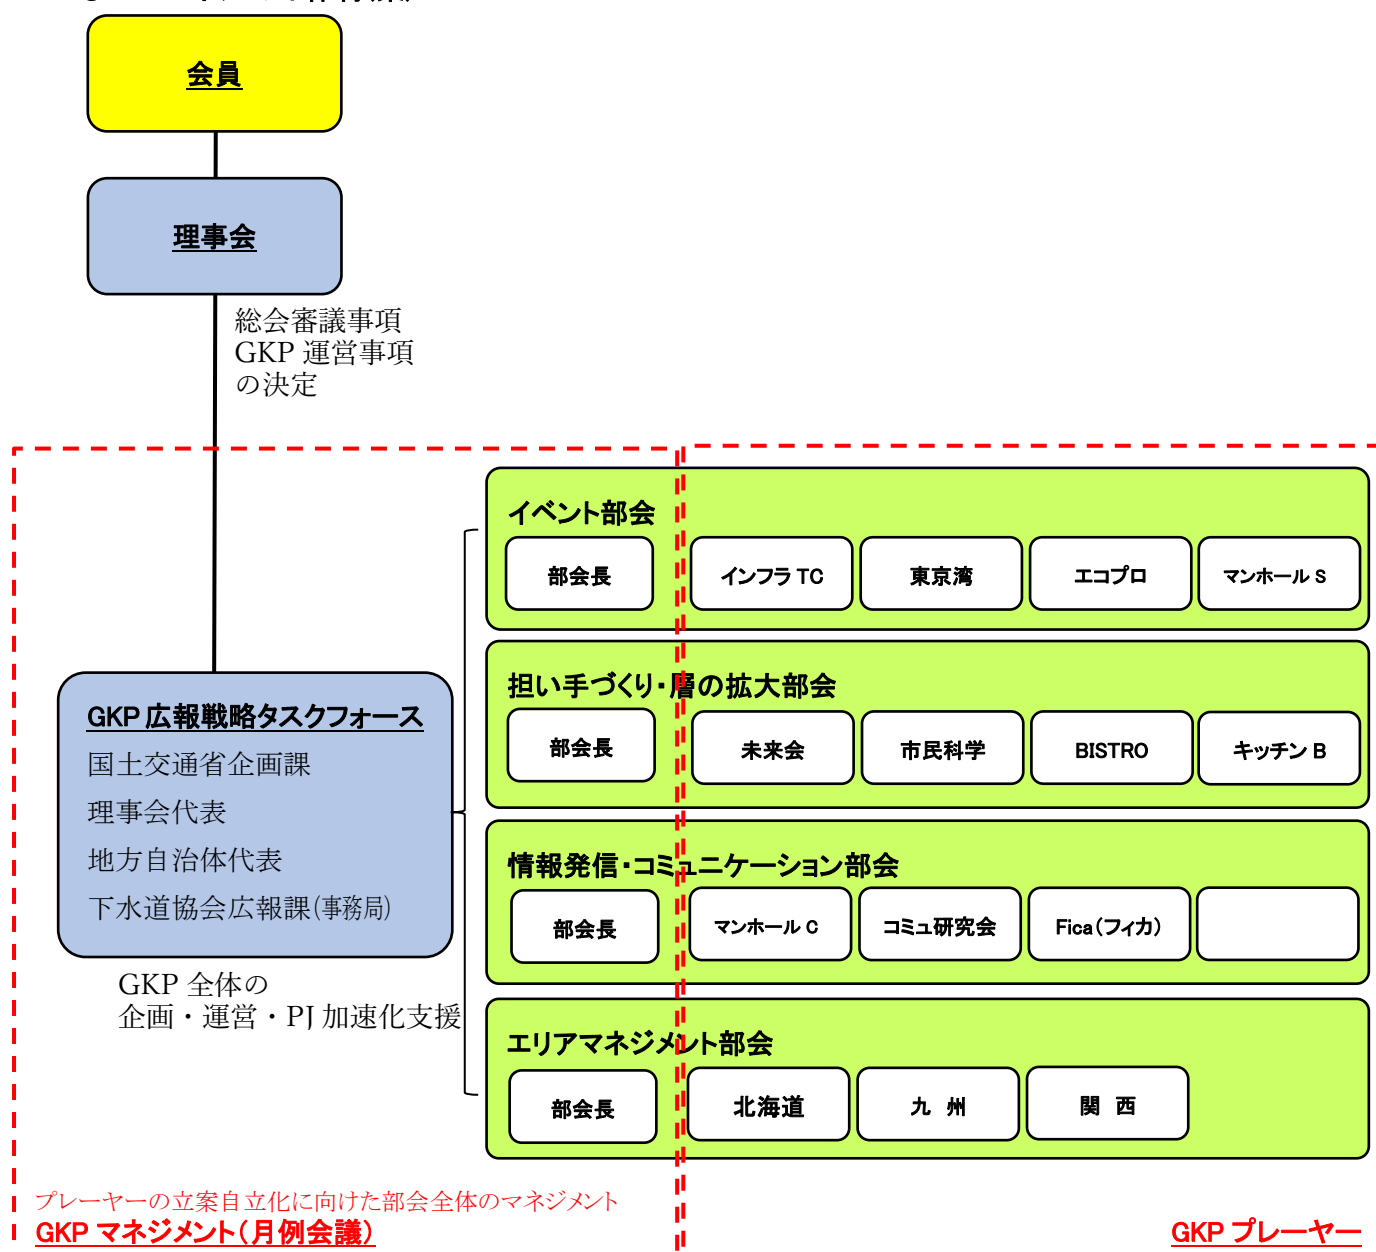 会員
理事会
総会審議事項
GKP 運営事項
の決定
イベント部会
部会長
インフラ TC
東京湾
エコプロ
マンホール S
担い手づくり・層の拡大部会
部会長
未来会
市民科学
BISTRO
キッチン B
GKP 広報戦略タスクフォース
国土交通省企画課
理事会代表
地方自治体代表
下水道協会広報課(事務局)
GKP 全体の
企画・運営・PJ 加速化支援
情報発信・コミュニケーション部会
部会長
マンホール C
コミュ研究会
Fica(フィカ)
エリアマネジメント部会
部会長
北海道
九 州
関 西
プレーヤーの立案自立化に向けた部会全体のマネジメント
GKP マネジメント(月例会議)
GKP プレーヤー